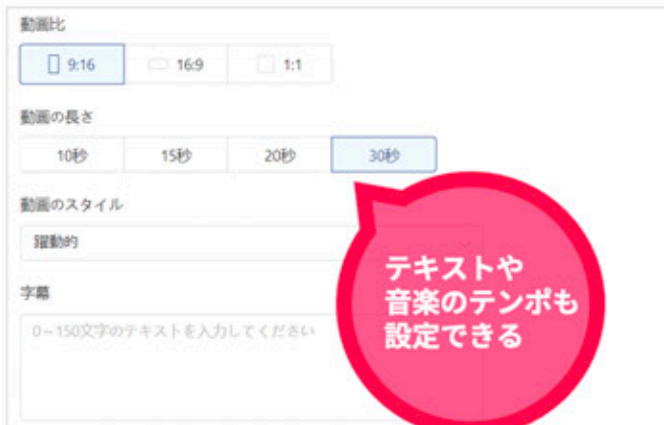 動画比
9:16
16:9
1:1
動画の長さ
10秒
15秒
20秒
30秒
動画のスタイル
躍動的
字幕
0~150文字のテキストを入力してください
テキストや
音楽のテンポも
設定できる